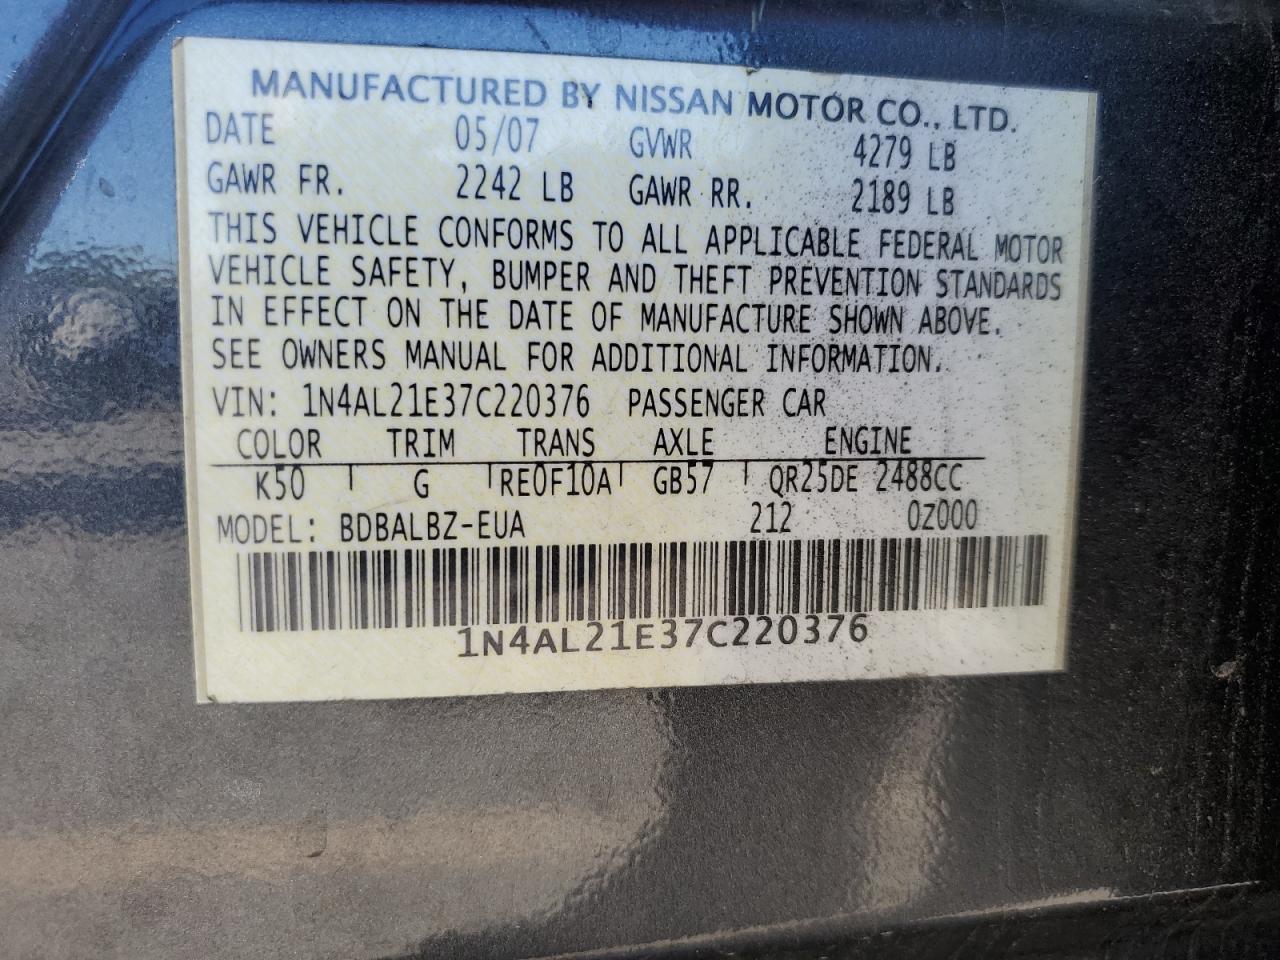 MANUFACTURED BY NISSAN MOTOR CO., LTD.
DATE 05/07 GVWR 4279 LB
GAWR FR. 2242 LB GAWR RR. 2189 LB
THIS VEHICLE CONFORMS TO ALL APPLICABLE FEDERAL MOTOR
VEHICLE SAFETY, BUMPER AND THEFT PREVENTION STANDARDS
IN EFFECT ON THE DATE OF MANUFACTURE SHOWN ABOVE.
SEE OWNERS MANUAL FOR ADDITIONAL INFORMATION.
VIN: 1N4AL21E37C220376 PASSENGER CAR
COLOR TRIM TRANS AXLE ENGINE
K50 G RE0F10A GB57 QR25DE 2488CC
MODEL: BDBALBZ-EUA 212 0Z000
1N4AL21E37C220376